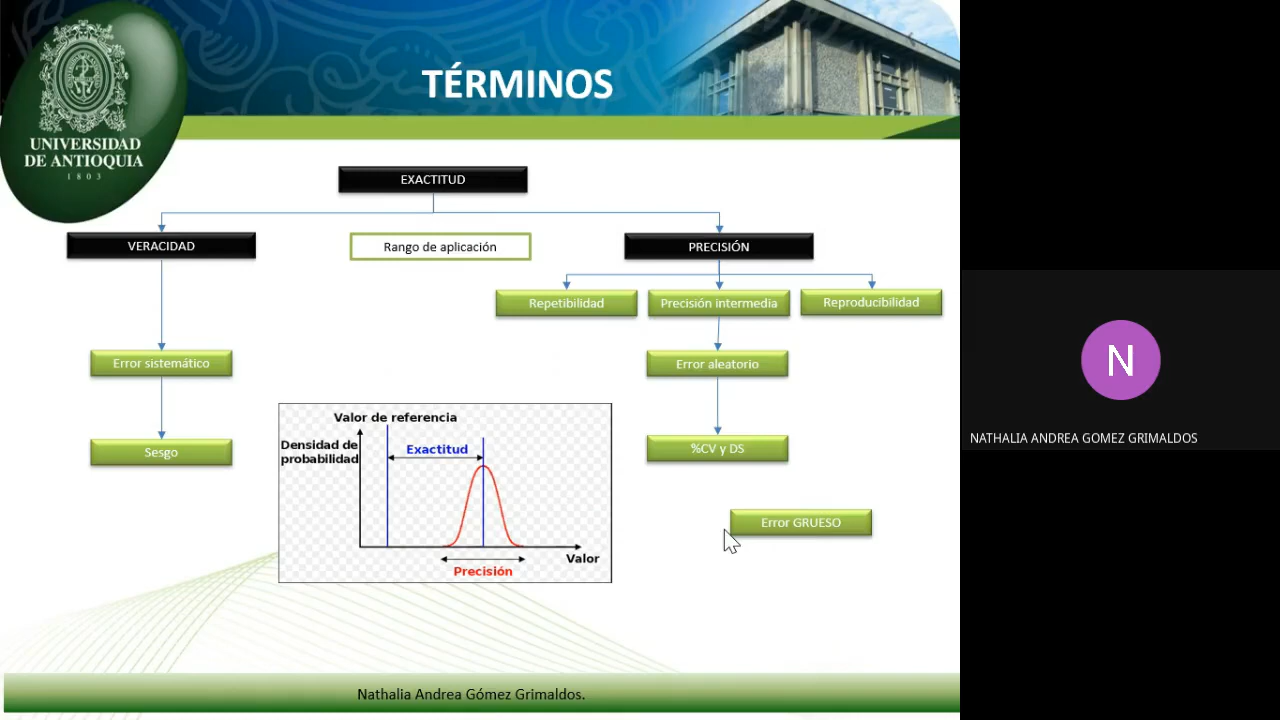 TÉRMINOS
UNIVERSIDAD
DE ANTIOQUIA
1803
EXACTITUD
VERACIDAD
Rango de aplicación
PRECISIÓN
Repetibilidad
Precisión intermedia
Reproducibilidad
Error sistemático
Error aleatorio
Sesgo
%CV y DS
Error GRUESO
Valor de referencia
Densidad de
probabilidad
Exactitud
Valor
Precisión
Nathalia Andrea Gómez Grimaldos.
N
NATHALIA ANDREA GOMEZ GRIMALDOS